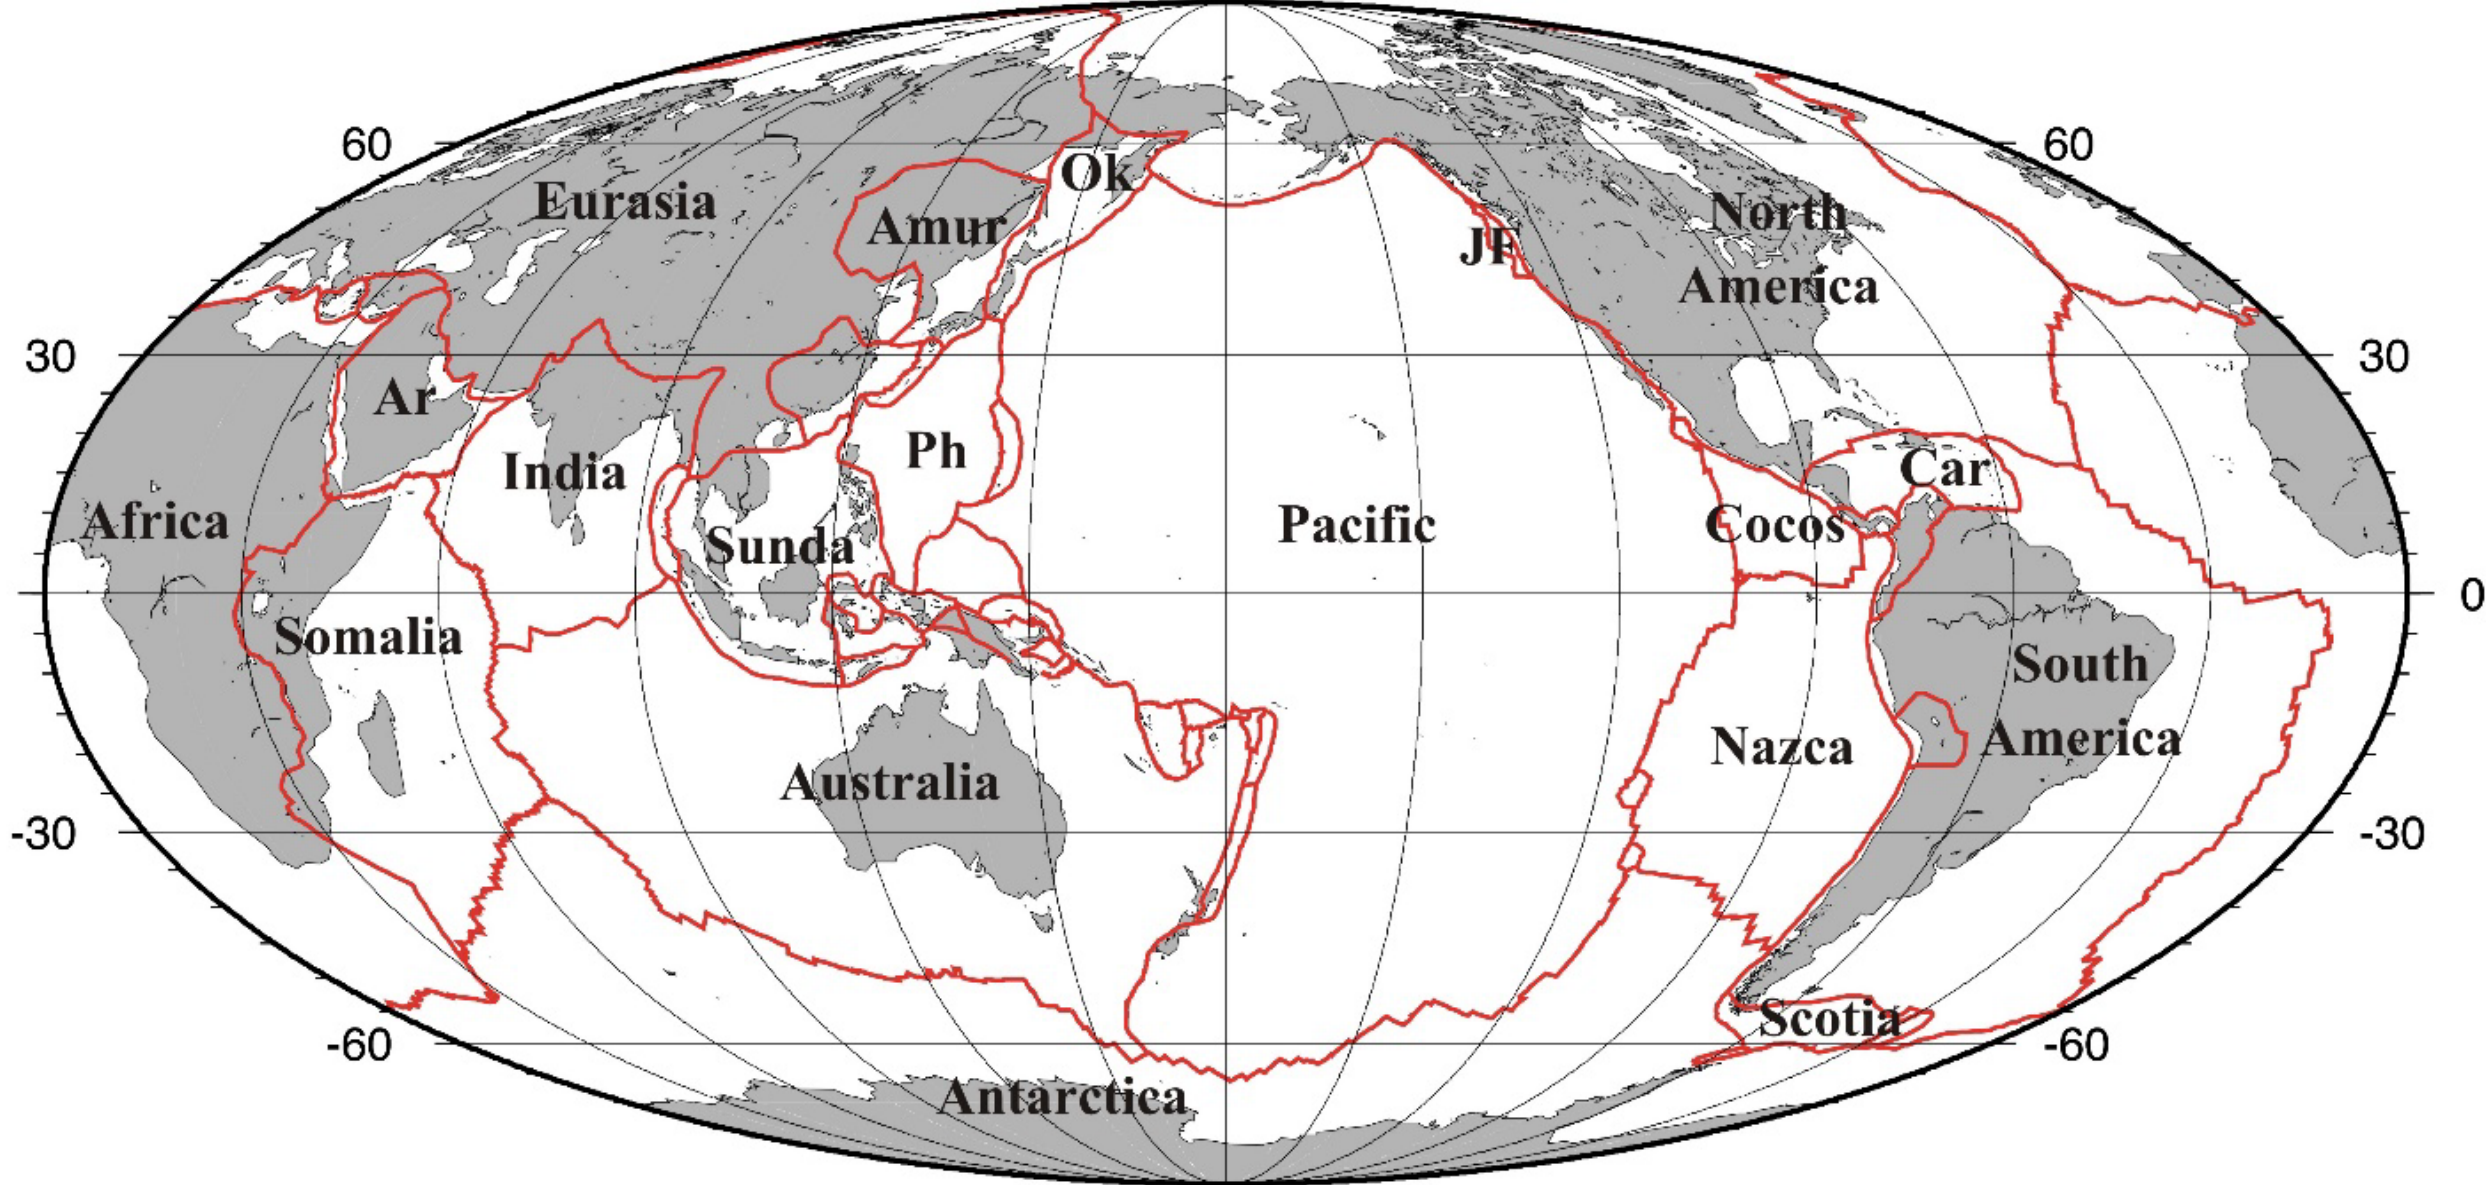 60
60
Ok
Eurasia
Amur
North
JF
America
30
30
Ar
Ph
India
Car
Africa
Cocos
Pacific
Sunda
0
Somalia
South
America
Nazca
Australia
-30
-30
Scotia
-60
-60
Antarctica